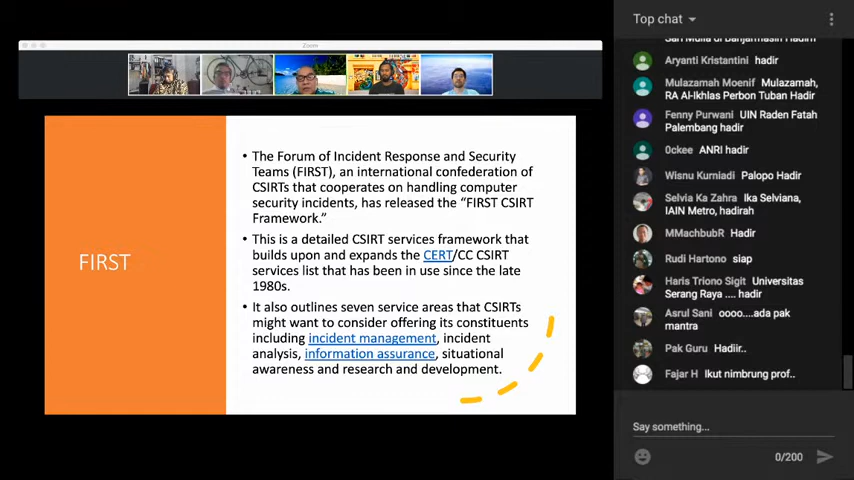 Zoom
FIRST
• The Forum of Incident Response and Security
Teams (FIRST), an international confederation of
CSIRTs that cooperates on handling computer
security incidents, has released the “FIRST CSIRT
Framework.”
• This is a detailed CSIRT services framework that
builds upon and expands the CERT/CC CSIRT
services list that has been in use since the late
1980s.
• It also outlines seven service areas that CSIRTs
might want to consider offering its constituents
including incident management, incident
analysis, information assurance, situational
awareness and research and development.
Top chat
Aryanti Kristantini hadir
Mulazamah Moenif Mulazamah,
RA Al-Ikhlas Perbon Tuban Hadir
Fenny Purwani UIN Raden Fatah
Palembang hadir
0ckee ANRI hadir
Wisnu Kurniadi Palopo Hadir
Selvia Ka Zahra Ika Selviana,
IAIN Metro, hadirah
MMachbubR Hadir
Rudi Hartono siap
Haris Triono Sigit Universitas
Serang Raya .... hadir
Asrul Sani oooo....ada pak
mantra
Pak Guru Hadiir..
Fajar H Ikut nimbrung prof..
Say something...
0/200